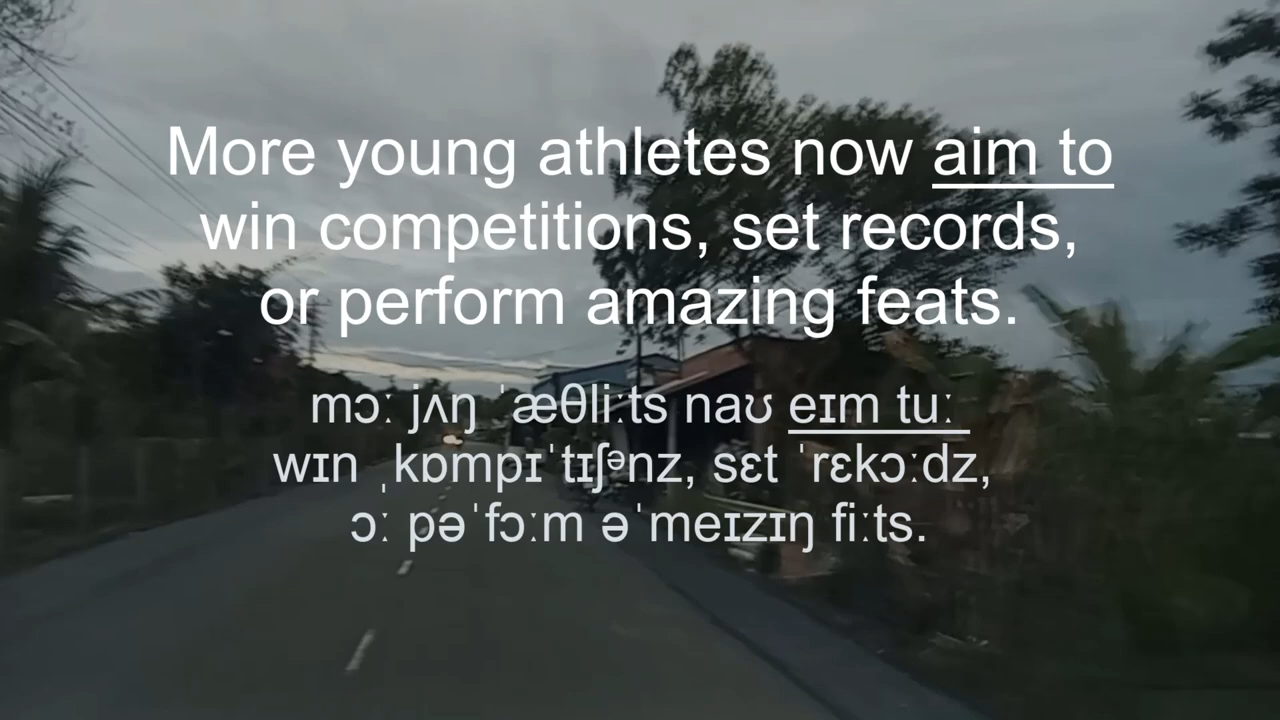 More young athletes now aim to
win competitions, set records,
or perform amazing feats.
mɔː jʌŋ ˈæθliːts naʊ eɪm tuː
wɪn ˌkɒmpɪˈtɪʃᵊnz, sɛt ˈrɛkɔːdz,
ɔː pəˈfɔːm əˈmeɪzɪŋ fiːts.